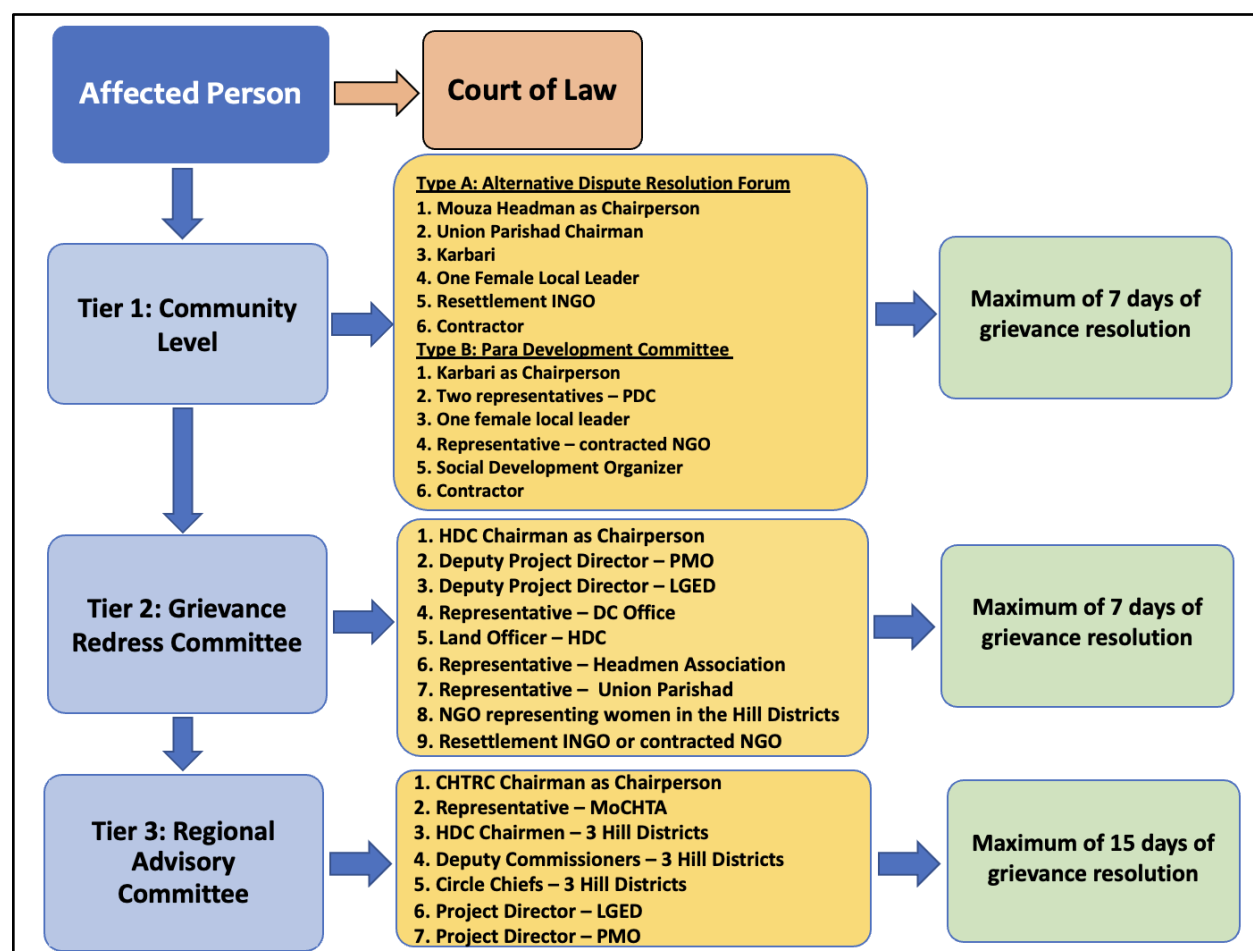 Affected Person
Court of Law
Tier 1: Community
Level
Type A: Alternative Dispute Resolution Forum
1. Mouza Headman as Chairperson
2. Union Parishad Chairman
3. Karbari
4. One Female Local Leader
5. Resettlement INGO
6. Contractor
Type B: Para Development Committee
1. Karbari as Chairperson
2. Two representatives – PDC
3. One female local leader
4. Representative – contracted NGO
5. Social Development Organizer
6. Contractor
Maximum of 7 days of
grievance resolution
Tier 2: Grievance
Redress Committee
1. HDC Chairman as Chairperson
2. Deputy Project Director – PMO
3. Deputy Project Director – LGED
4. Representative – DC Office
5. Land Officer – HDC
6. Representative – Headmen Association
7. Representative – Union Parishad
8. NGO representing women in the Hill Districts
9. Resettlement INGO or contracted NGO
Maximum of 7 days of
grievance resolution
Tier 3: Regional
Advisory
Committee
1. CHTRC Chairman as Chairperson
2. Representative – MoCHTA
3. HDC Chairmen – 3 Hill Districts
4. Deputy Commissioners – 3 Hill Districts
5. Circle Chiefs – 3 Hill Districts
6. Project Director – LGED
7. Project Director – PMO
Maximum of 15 days of
grievance resolution